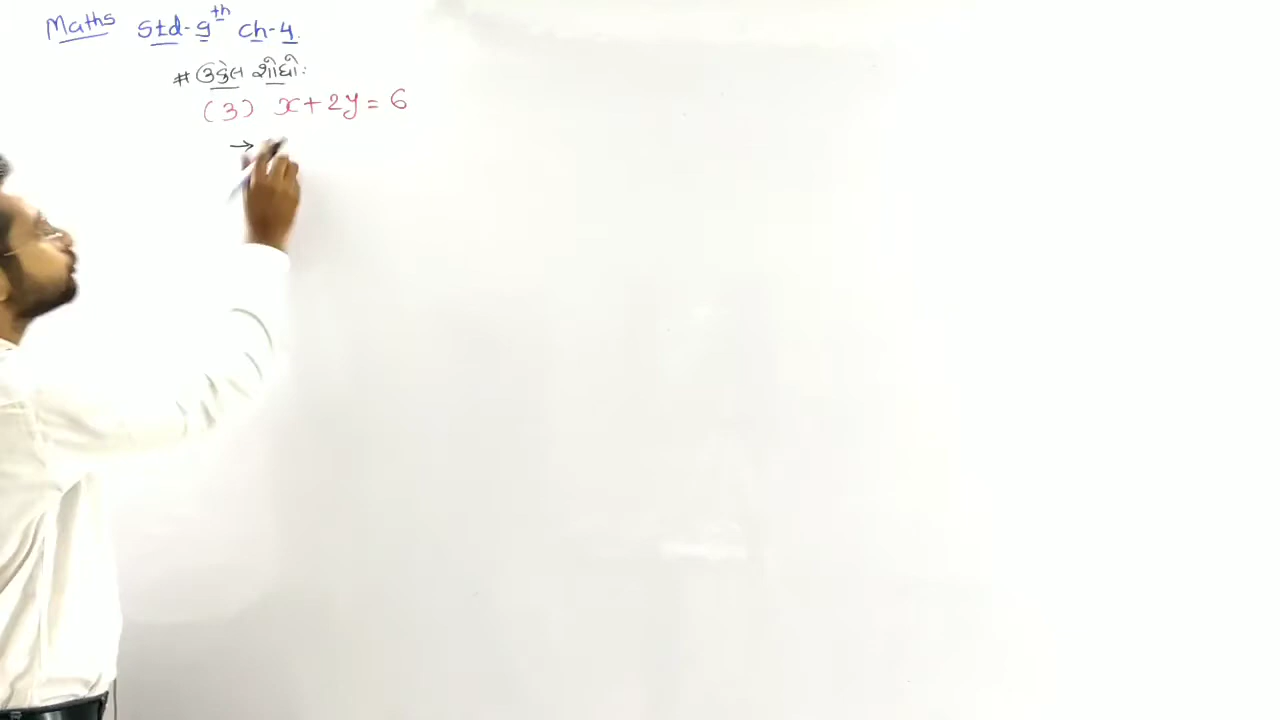 Maths Std-9th Ch-4.
# ઉકેલ શોધો:
(3) x+2y=6
→